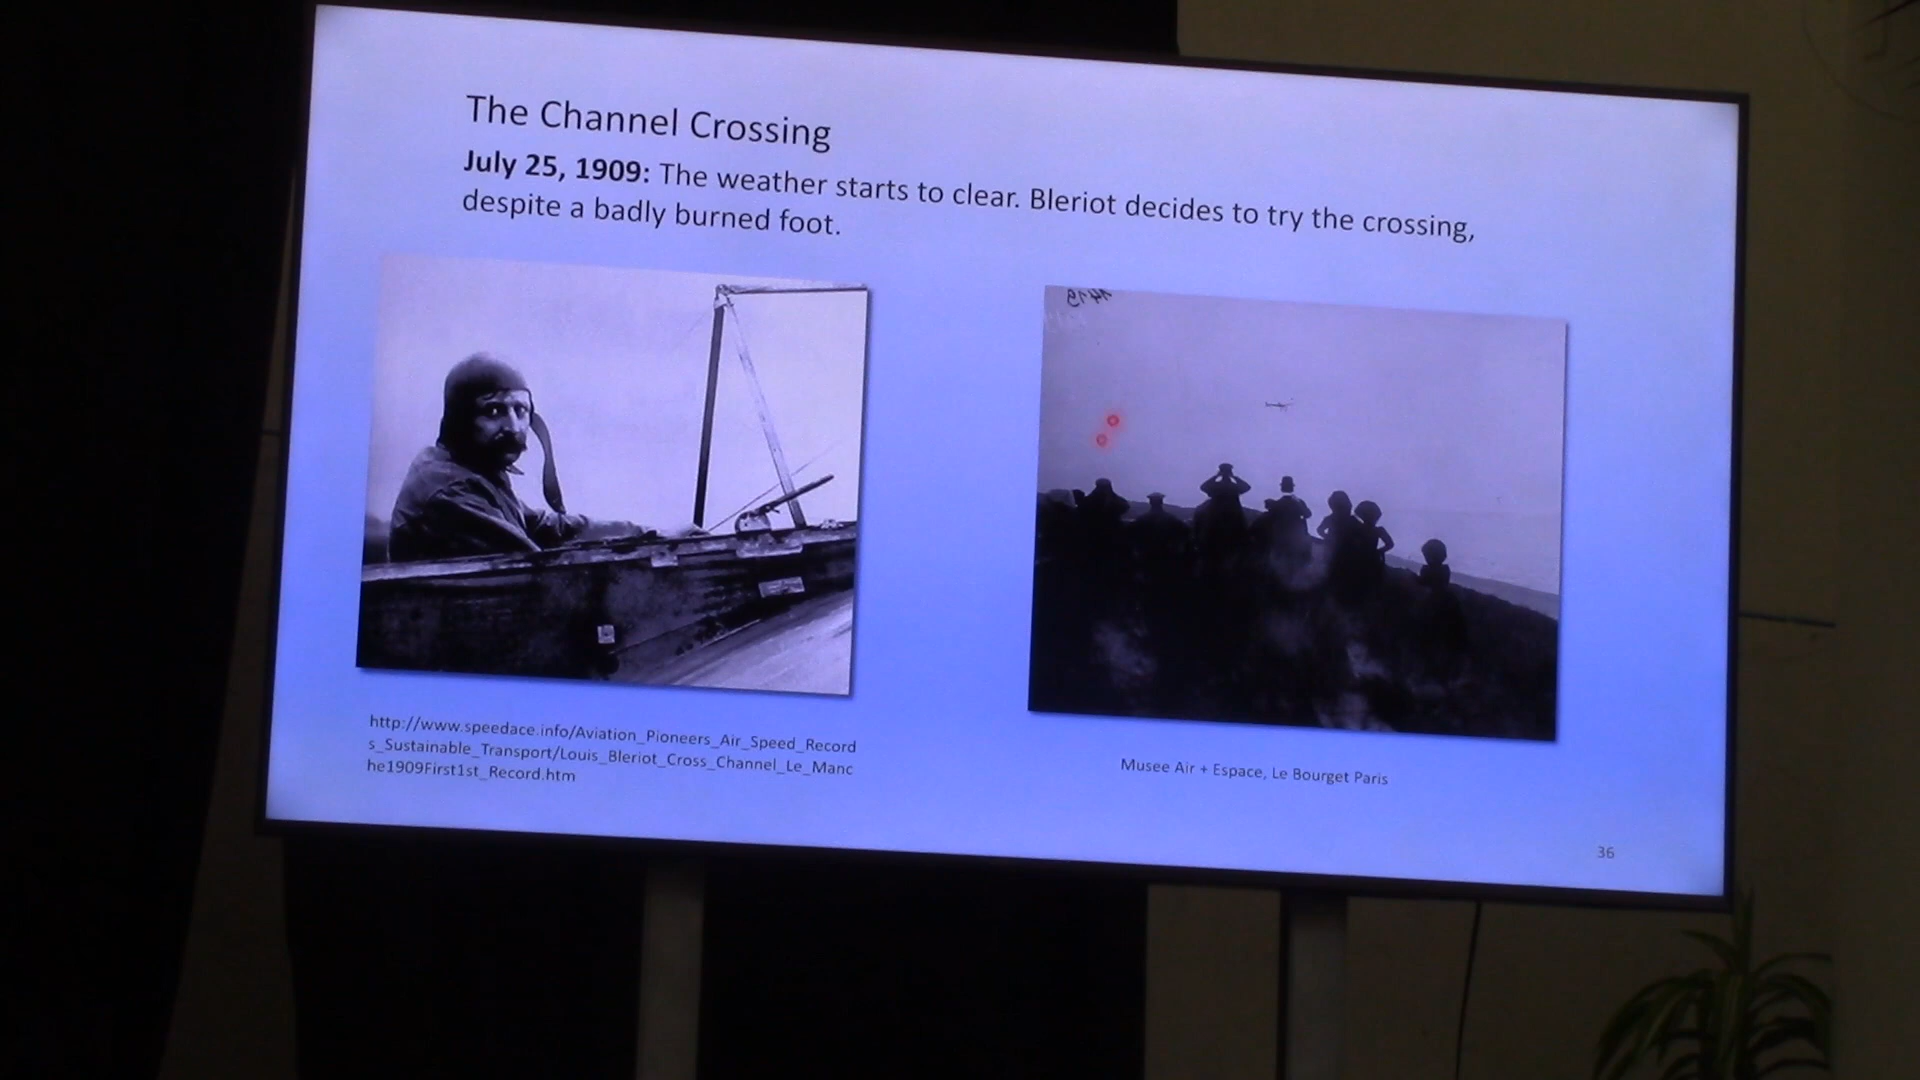 The Channel Crossing
July 25, 1909: The weather starts to clear. Bleriot decides to try the crossing,
despite a badly burned foot.
http://www.speedace.info/Aviation_Pioneers_Air_Speed_Record
s_Sustainable_Transport/Louis_Bleriot_Cross_Channel_Le_Manc
he1909First1st_Record.htm
Musee Air + Espace, Le Bourget Paris
36